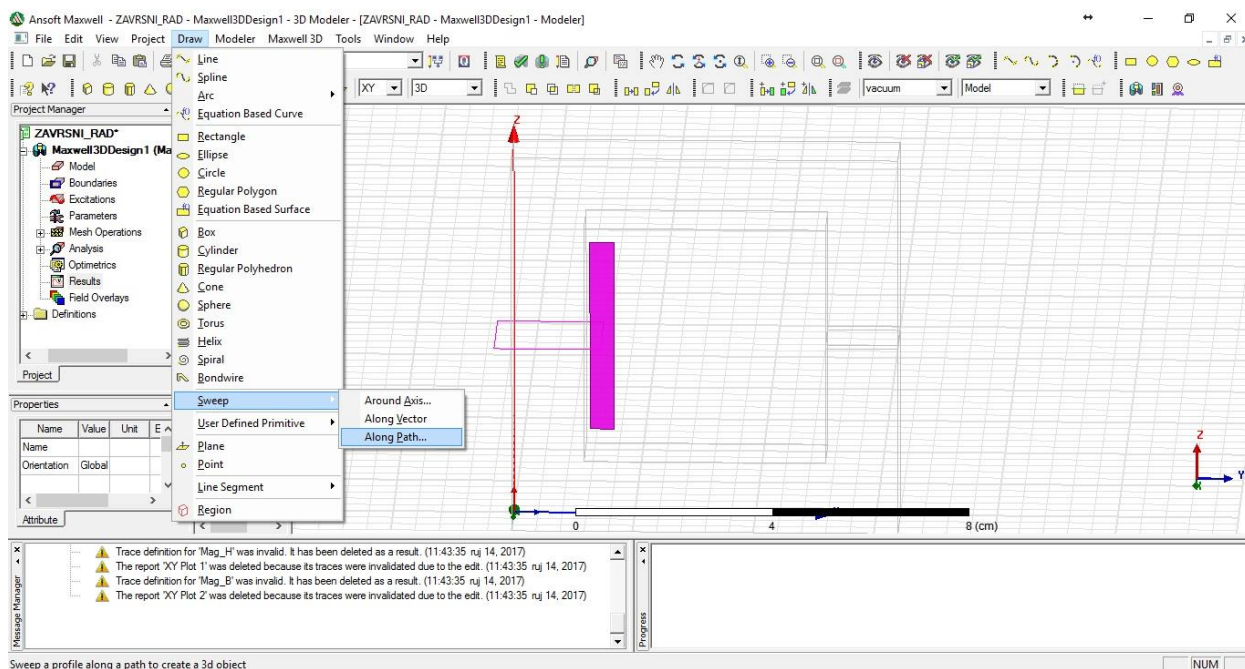 Ansoft Maxwell - ZAVRSNI_RAD - Maxwell3DDesign1 - 3D Modeler - [ZAVRSNI_RAD - Maxwell3DDesign1 - Modeler]
File Edit View Project Draw Modeler Maxwell 3D Tools Window Help
XY 3D vacuum Model
Project Manager
ZAVRSNI_RAD*
Maxwell3DDesign1 (Ma
Model
Boundaries
Excitations
Parameters
Mesh Operations
Analysis
Optimetrics
Results
Field Overlays
Definitions
Project
Properties
Name Value Unit E
Name
Orientation Global
Attribute
Line
Spline
Arc
Equation Based Curve
Rectangle
Ellipse
Circle
Regular Polygon
Equation Based Surface
Box
Cylinder
Regular Polyhedron
Cone
Sphere
Torus
Helix
Spiral
Bondwire
Sweep
User Defined Primitive
Plane
Point
Line Segment
Region
Around Axis...
Along Vector
Along Path...
Z
Z
Y
0 4 8 (cm)
Message Manager
Trace definition for 'Mag_H' was invalid. It has been deleted as a result. (11:43:35 ruj 14, 2017)
The report 'XY Plot 1' was deleted because its traces were invalidated due to the edit. (11:43:35 ruj 14, 2017)
Trace definition for 'Mag_B' was invalid. It has been deleted as a result. (11:43:35 ruj 14, 2017)
The report 'XY Plot 2' was deleted because its traces were invalidated due to the edit. (11:43:35 ruj 14, 2017)
Progress
Sweep a profile along a path to create a 3d object
NUM